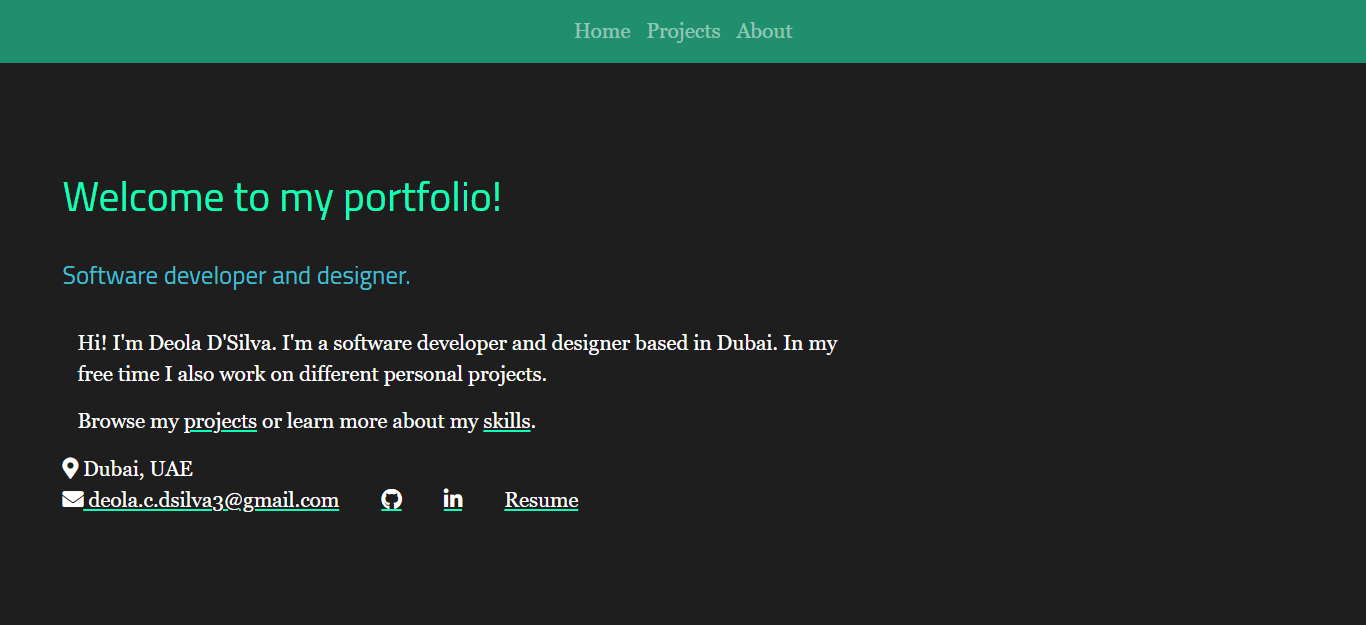 Home Projects About
Welcome to my portfolio!
Software developer and designer.
Hi! I'm Deola D'Silva. I'm a software developer and designer based in Dubai. In my
free time I also work on different personal projects.
Browse my projects or learn more about my skills.
Dubai, UAE
deola.c.dsilva3@gmail.com in Resume